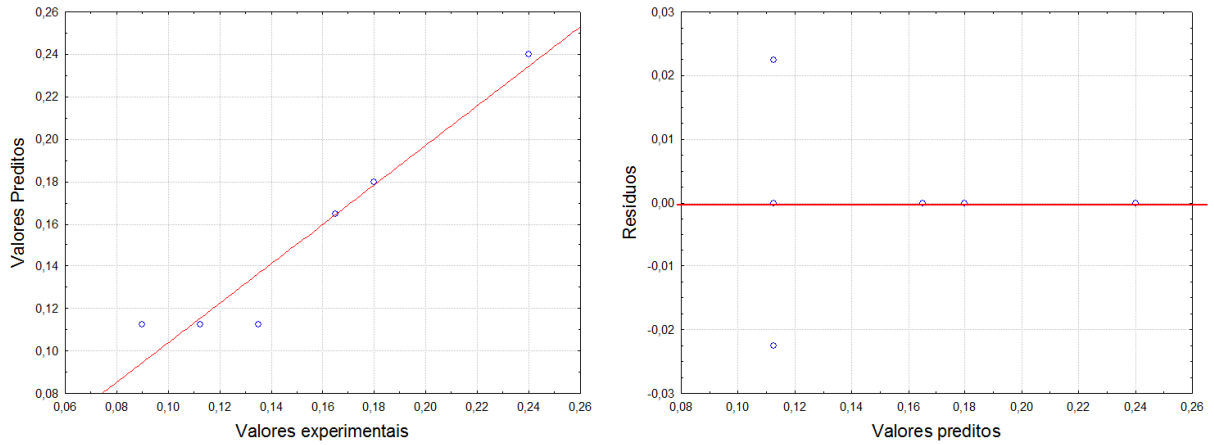 0,26
0,24
0,22
0,20
0,18
0,16
0,14
0,12
0,10
0,08
Valores Preditos
0,06 0,08 0,10 0,12 0,14 0,16 0,18 0,20 0,22 0,24 0,26
Valores experimentais
0,03
0,02
0,01
0,00
-0,01
-0,02
-0,03
Resíduos
0,08 0,10 0,12 0,14 0,16 0,18 0,20 0,22 0,24 0,26
Valores preditos